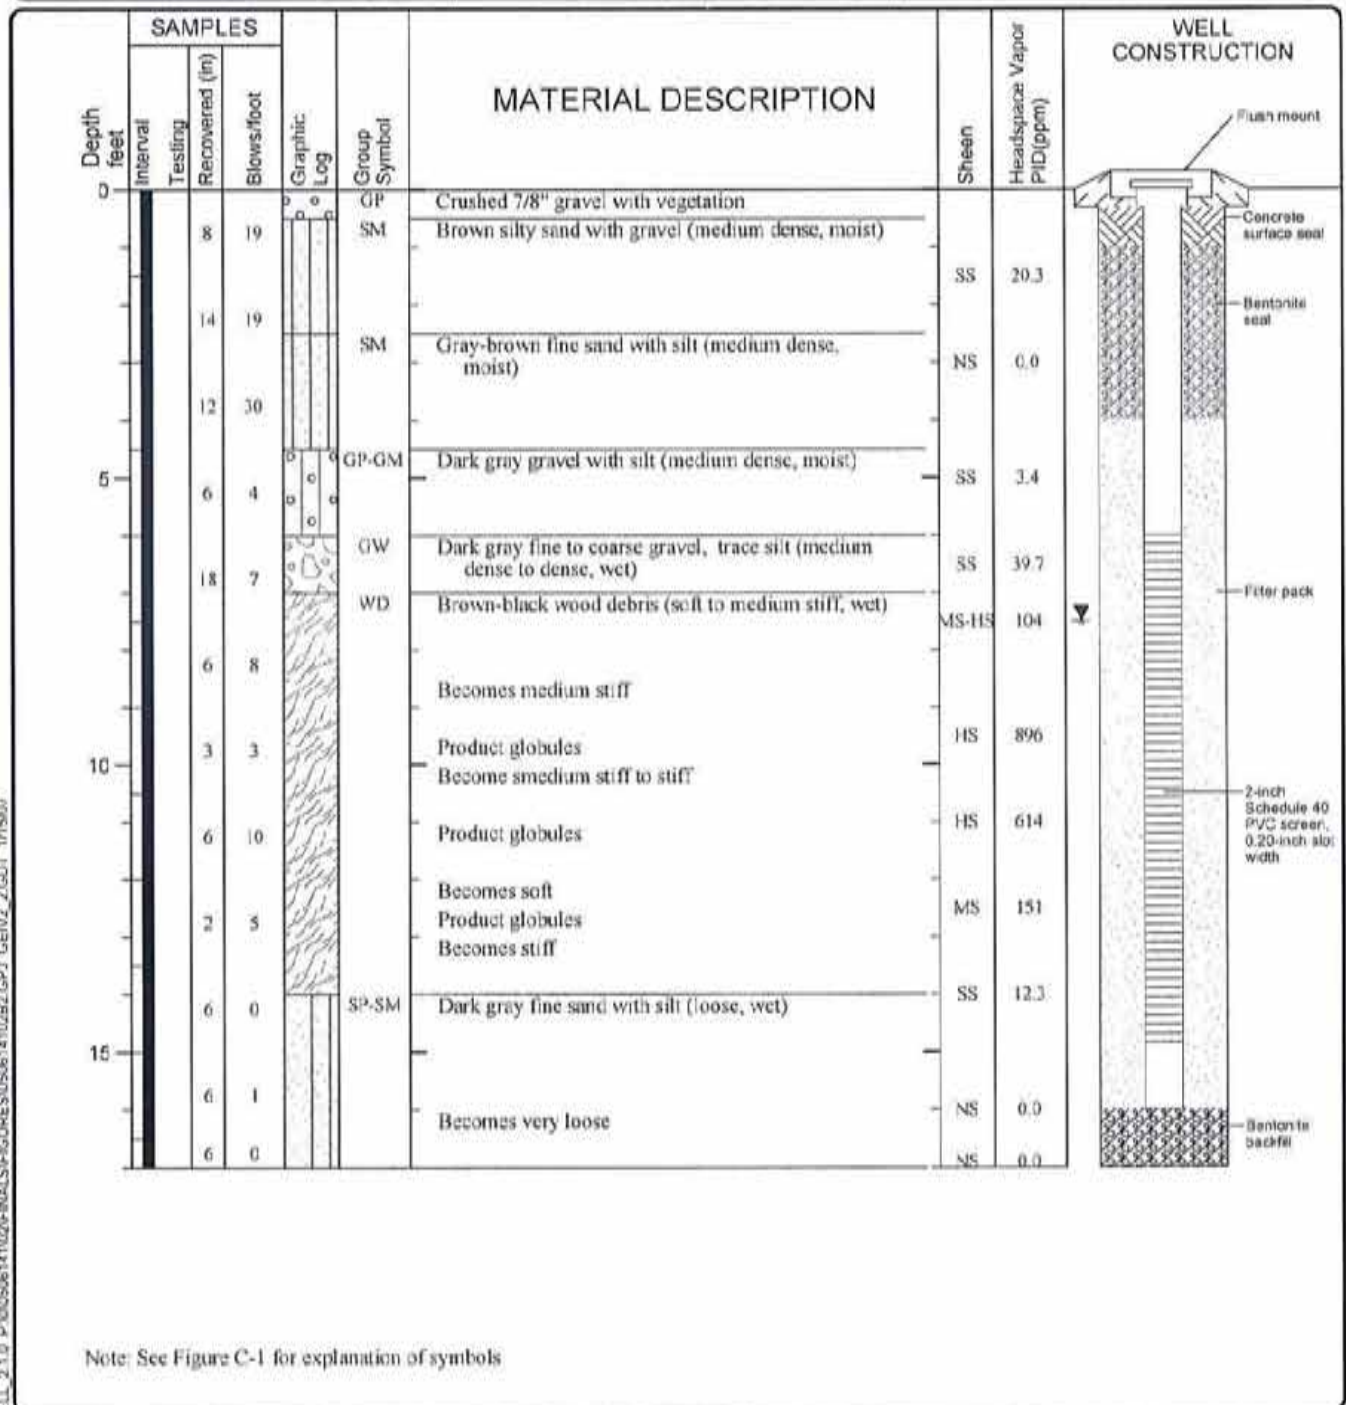 SAMPLES
WELL
CONSTRUCTION
Depth
feet
Interval
Testing
Recovered (in)
Blows/foot
Graphic
Log
Group
Symbol
MATERIAL DESCRIPTION
Sheen
Headspace Vapor
PID(ppm)
Flush mount
0
GP Crushed 7/8" gravel with vegetation
8 19 SM Brown silty sand with gravel (medium dense, moist)
Concrete
surface seal
SS 20.3
Bentonite
seal
14 19
SM Gray-brown fine sand with silt (medium dense,
moist)
NS 0.0
12 30
GP-GM Dark gray gravel with silt (medium dense, moist)
5 SS 3.4
6 4
GW Dark gray fine to coarse gravel, trace silt (medium
dense to dense, wet)
SS 39.7
18 7
Filter pack
WD Brown-black wood debris (soft to medium stiff, wet)
MS-HS 104
6 8
Becomes medium stiff
HS 896
3 3 Product globules
10 Become smedium stiff to stiff
2-inch
Schedule 40
PVC screen,
0.20-inch slot
width
6 10 Product globules HS 614
Becomes soft
2 5 Product globules MS 151
Becomes stiff
SS 12.3
6 0 SP-SM Dark gray fine sand with silt (loose, wet)
15
6 1 NS 0.0
Becomes very loose
Bentonite
backfill
6 0 NS 0.0
Note: See Figure C-1 for explanation of symbols